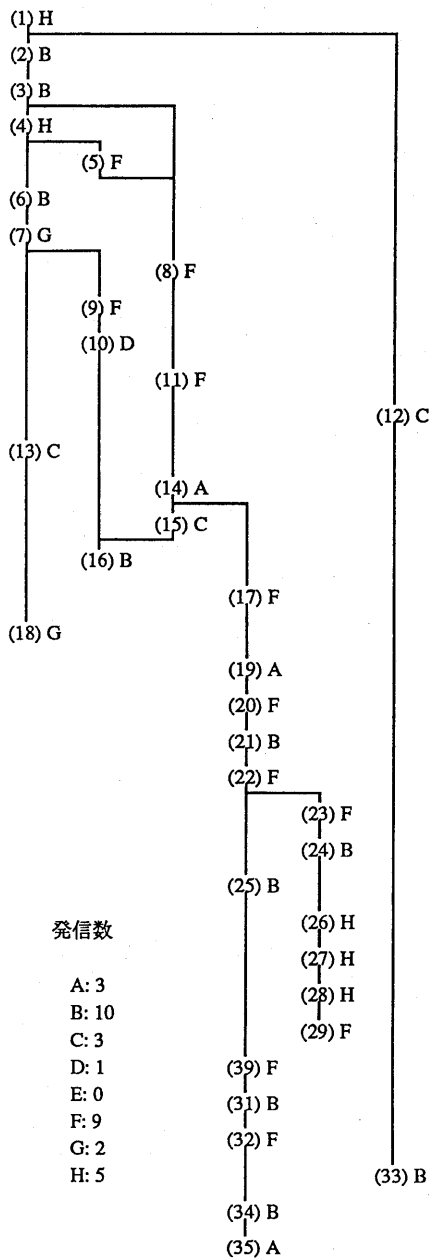 (1) H
(2) B
(3) B
(4) H
(5) F
(6) B
(7) G
(8) F
(9) F
(10) D
(11) F
(12) C
(13) C
(14) A
(15) C
(16) B
(17) F
(18) G
(19) A
(20) F
(21) B
(22) F
(23) F
(24) B
(25) B
(26) H
(27) H
(28) H
(29) F
(39) F
(31) B
(32) F
(33) B
(34) B
(35) A
発信数
A: 3
B: 10
C: 3
D: 1
E: 0
F: 9
G: 2
H: 5